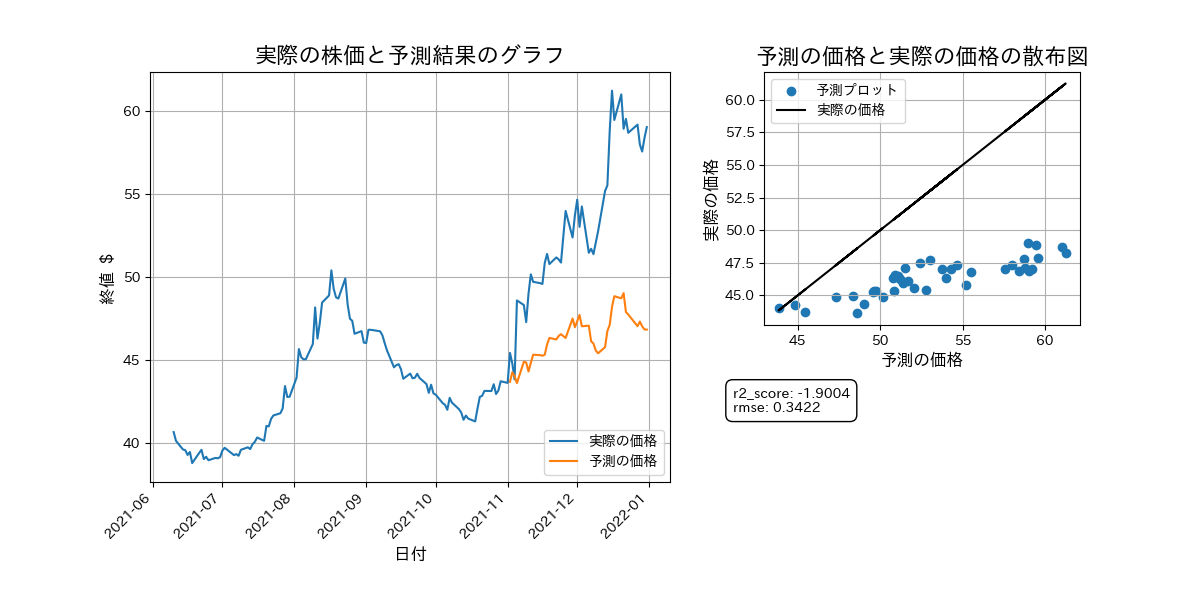 実際の株価と予測結果のグラフ
終値 $
60
55
50
45
40
2021-06
2021-07
2021-08
2021-09
2021-10
2021-11
2021-12
2022-01
日付
実際の価格
予測の価格
予測の価格と実際の価格の散布図
実際の価格
60.0
57.5
55.0
52.5
50.0
47.5
45.0
45
50
55
60
予測の価格
予測プロット
実際の価格
r2_score: -1.9004
rmse: 0.3422